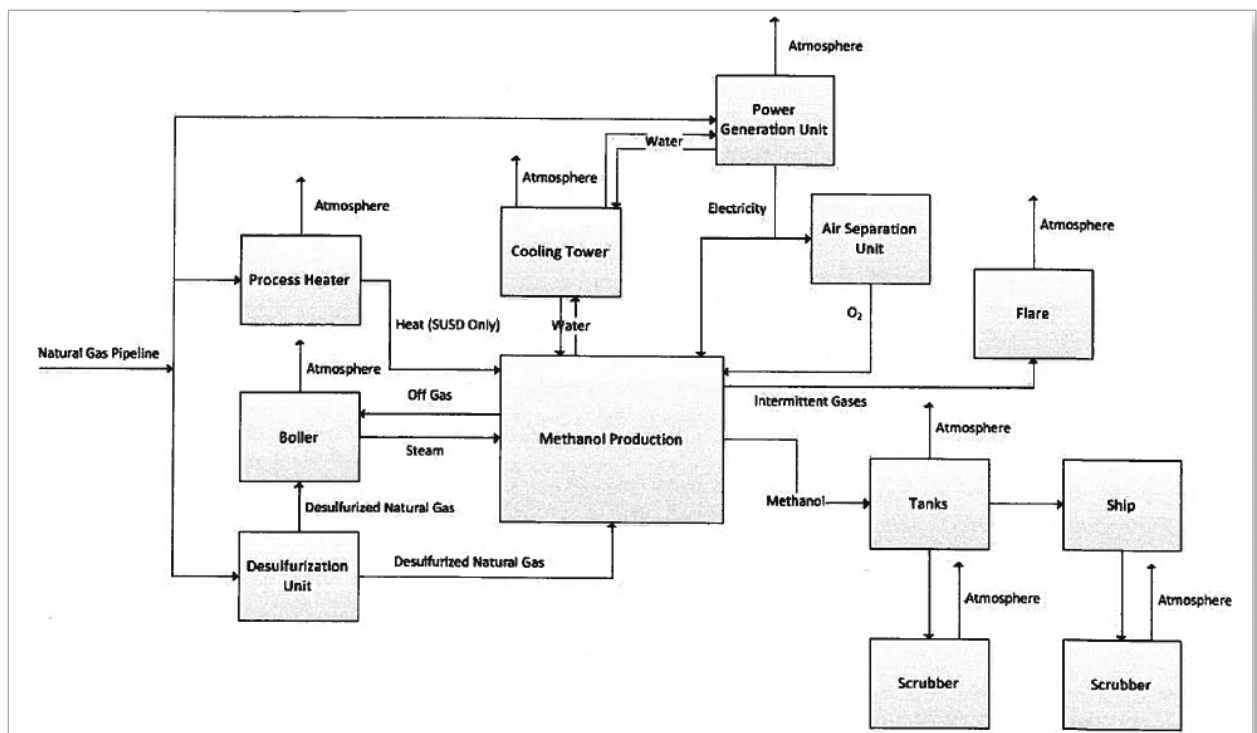 Atmosphere
Power
Generation Unit
Water
Atmosphere
Atmosphere
Electricity
Air Separation
Unit
Atmosphere
Cooling Tower
Process Heater
O₂
Flare
Heat (SUSD Only)
Water
Natural Gas Pipeline
Atmosphere
Off Gas
Intermittent Gases
Boiler
Methanol Production
Atmosphere
Steam
Methanol
Tanks
Ship
Desulfurized Natural Gas
Desulfurization
Unit
Desulfurized Natural Gas
Atmosphere
Atmosphere
Scrubber
Scrubber